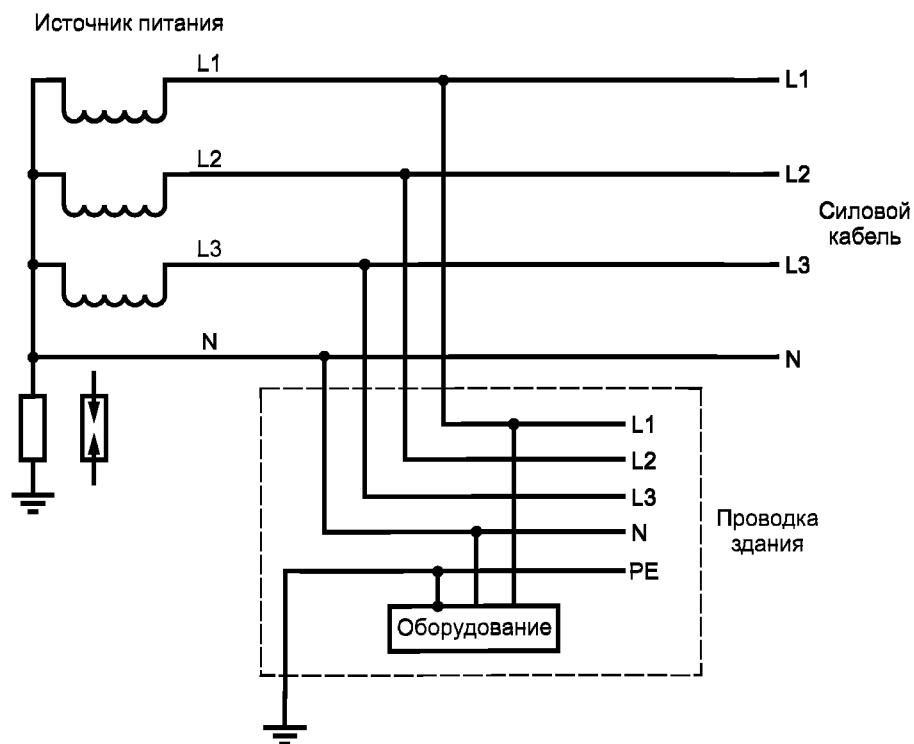 Источник питания
L1
L1
L2
L2
Силовой
кабель
L3
L3
N
N
L1
L2
L3
N
Проводка
здания
PE
Оборудование